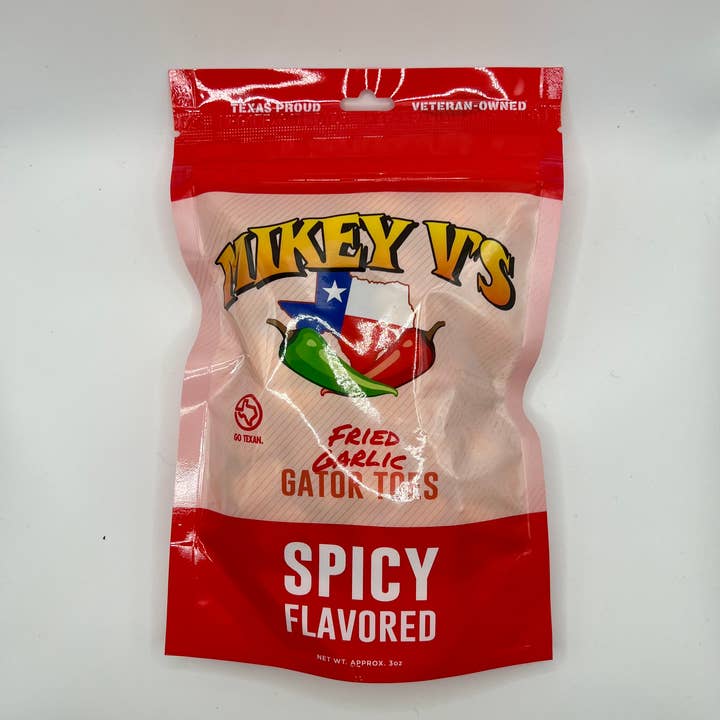 TEXAS PROUD VETERAN-OWNED
MIKEY V'S
GO TEXAN.
FRIED
GARLIC
GATOR TOES
SPICY
FLAVORED
NET WT. APPROX. 3oz